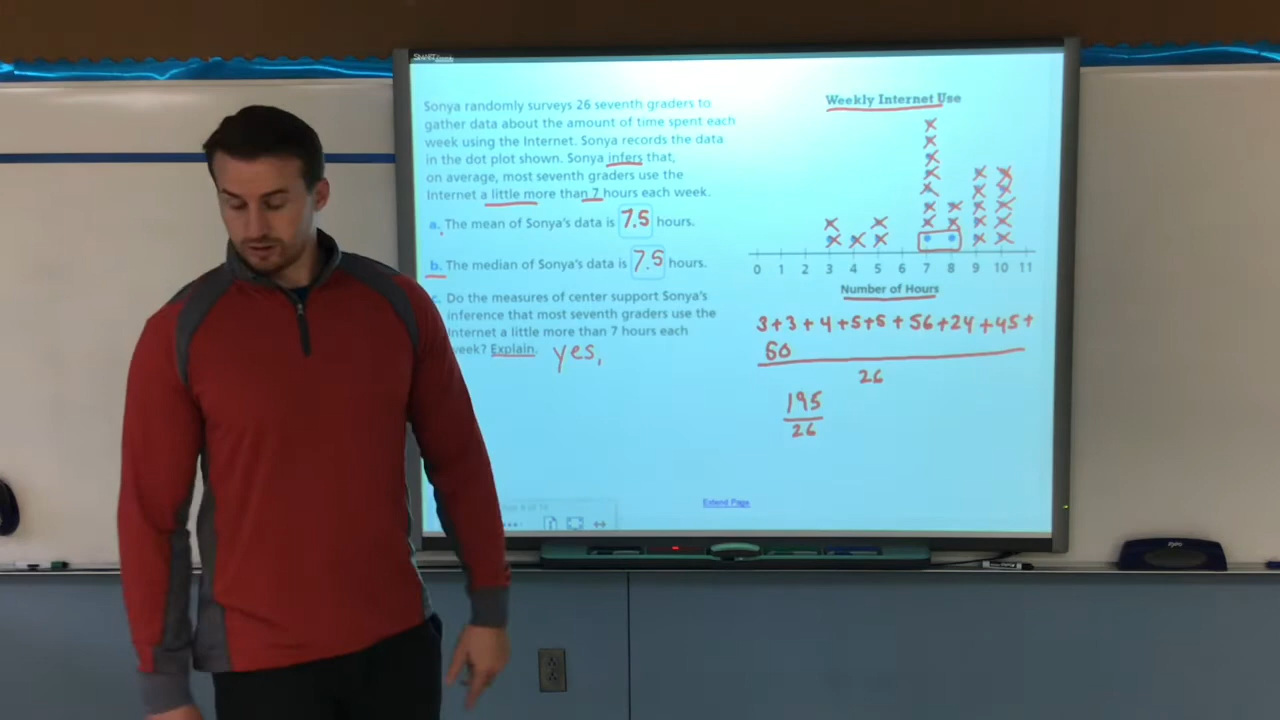 SMART
Sonya randomly surveys 26 seventh graders to
gather data about the amount of time spent each
week using the Internet. Sonya records the data
in the dot plot shown. Sonya infers that,
on average, most seventh graders use the
Internet a little more than 7 hours each week.
a. The mean of Sonya's data is 7.5 hours.
b. The median of Sonya's data is 7.5 hours.
c. Do the measures of center support Sonya's
inference that most seventh graders use the
Internet a little more than 7 hours each
week? Explain. yes,
Weekly Internet Use
0 1 2 3 4 5 6 7 8 9 10 11
Number of Hours
3+3+4+5+5+56+24+45+
50
26
195
26
Extend Page